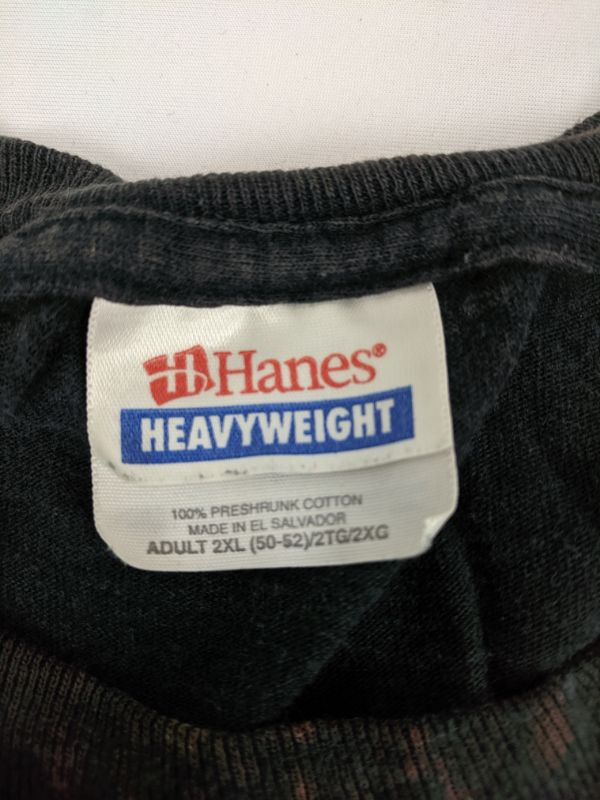 Hanes®
HEAVYWEIGHT
100% PRESHRUNK COTTON
MADE IN EL SALVADOR
ADULT 2XL (50-52)/2TG/2XG